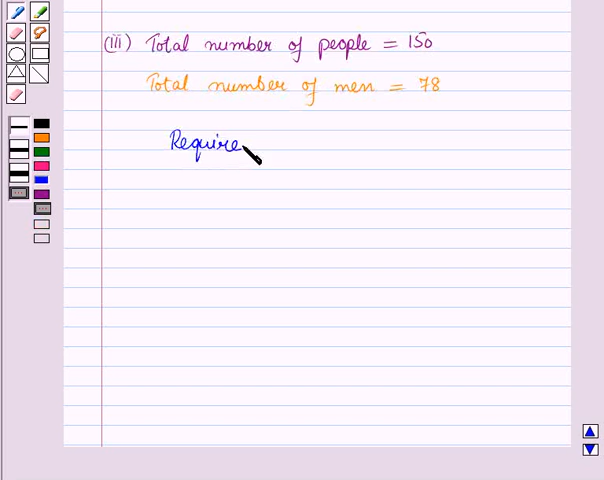 (III) Total number of people = 150
Total number of men = 78
Require